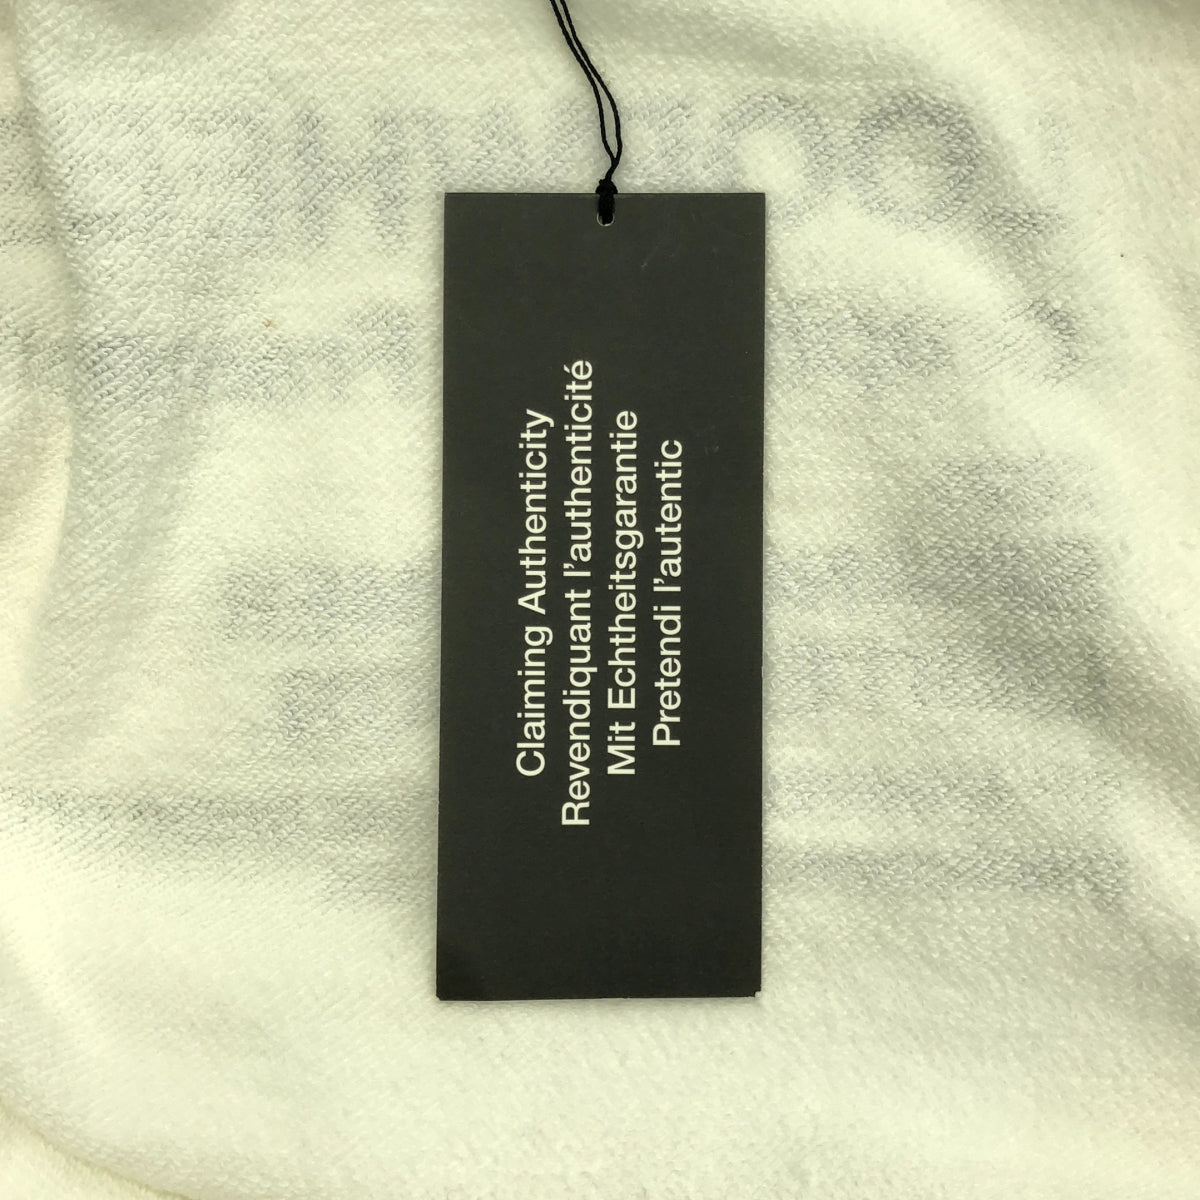 Claiming Authenticity
Revendiquant l'authenticité
Mit Echtheitsgarantie
Pretendi l'autentic